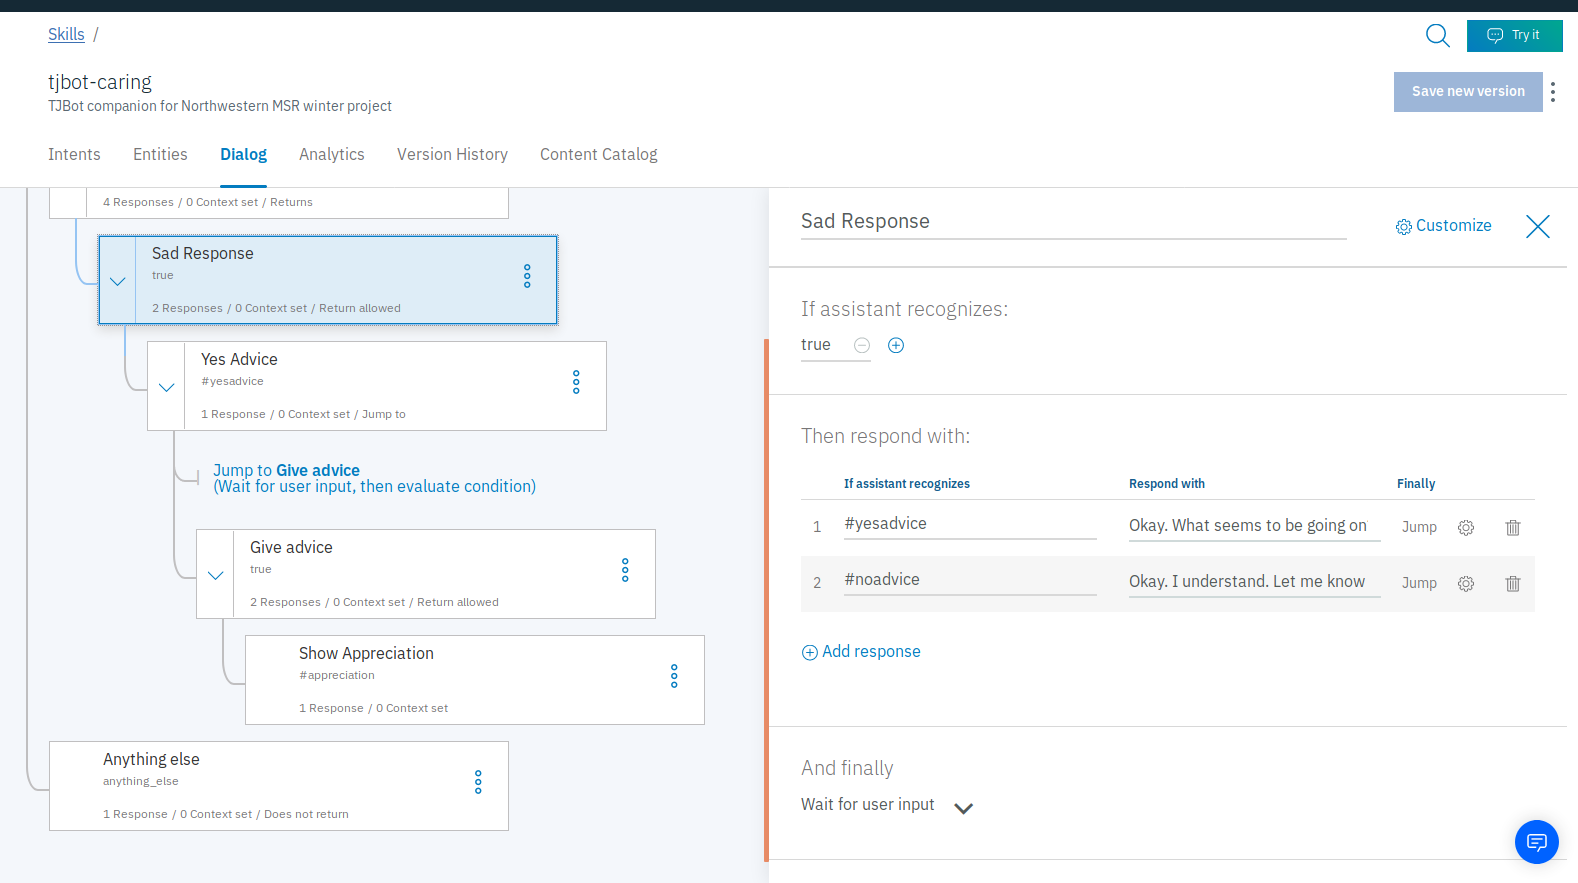 Skills /
Try it
tjbot-caring
TJBot companion for Northwestern MSR winter project
Save new version
Intents Entities Dialog Analytics Version History Content Catalog
4 Responses / 0 Context set / Returns
Sad Response
true
2 Responses / 0 Context set / Return allowed
Yes Advice
#yesadvice
1 Response / 0 Context set / Jump to
Jump to Give advice
(Wait for user input, then evaluate condition)
Give advice
true
2 Responses / 0 Context set / Return allowed
Show Appreciation
#appreciation
1 Response / 0 Context set
Anything else
anything_else
1 Response / 0 Context set / Does not return
Sad Response
Customize
If assistant recognizes:
true
Then respond with:
If assistant recognizes Respond with Finally
1 #yesadvice Okay. What seems to be going on Jump
2 #noadvice Okay. I understand. Let me know Jump
Add response
And finally
Wait for user input